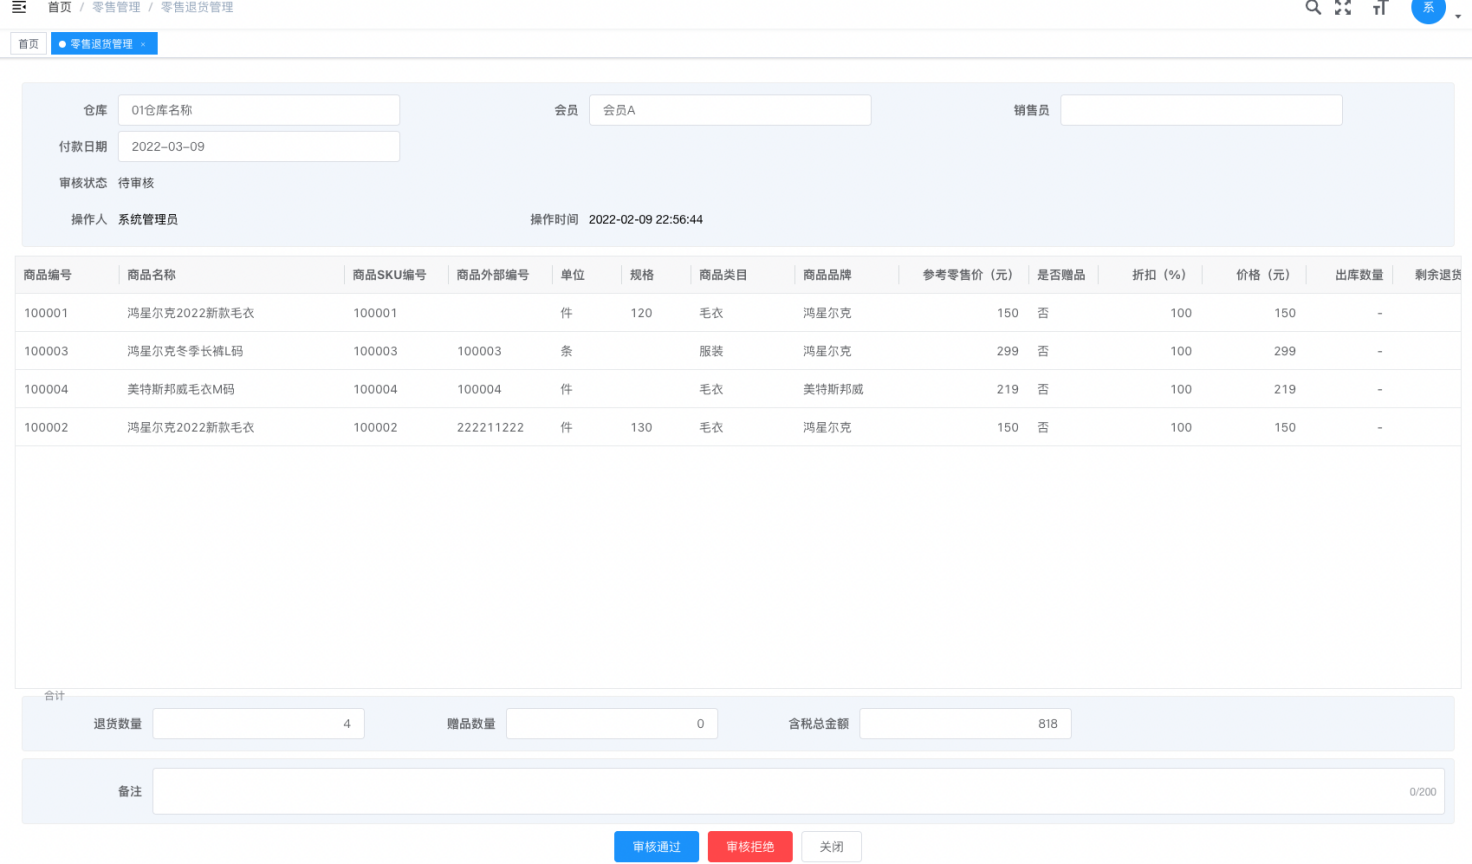 首页 / 零售管理 / 零售退货管理
系
首页 零售退货管理 ×
仓库 01仓库名称 会员 会员A 销售员
付款日期 2022-03-09
审核状态 待审核
操作人 系统管理员 操作时间 2022-02-09 22:56:44
商品编号 商品名称 商品SKU编号 商品外部编号 单位 规格 商品类目 商品品牌 参考零售价（元） 是否赠品 折扣（%） 价格（元） 出库数量 剩余退货
100001 鸿星尔克2022新款毛衣 100001 件 120 毛衣 鸿星尔克 150 否 100 150 -
100003 鸿星尔克冬季长裤L码 100003 100003 条 服装 鸿星尔克 299 否 100 299 -
100004 美特斯邦威毛衣M码 100004 100004 件 毛衣 美特斯邦威 219 否 100 219 -
100002 鸿星尔克2022新款毛衣 100002 222211222 件 130 毛衣 鸿星尔克 150 否 100 150 -
合计
退货数量 4 赠品数量 0 含税总金额 818
备注 0/200
审核通过 审核拒绝 关闭